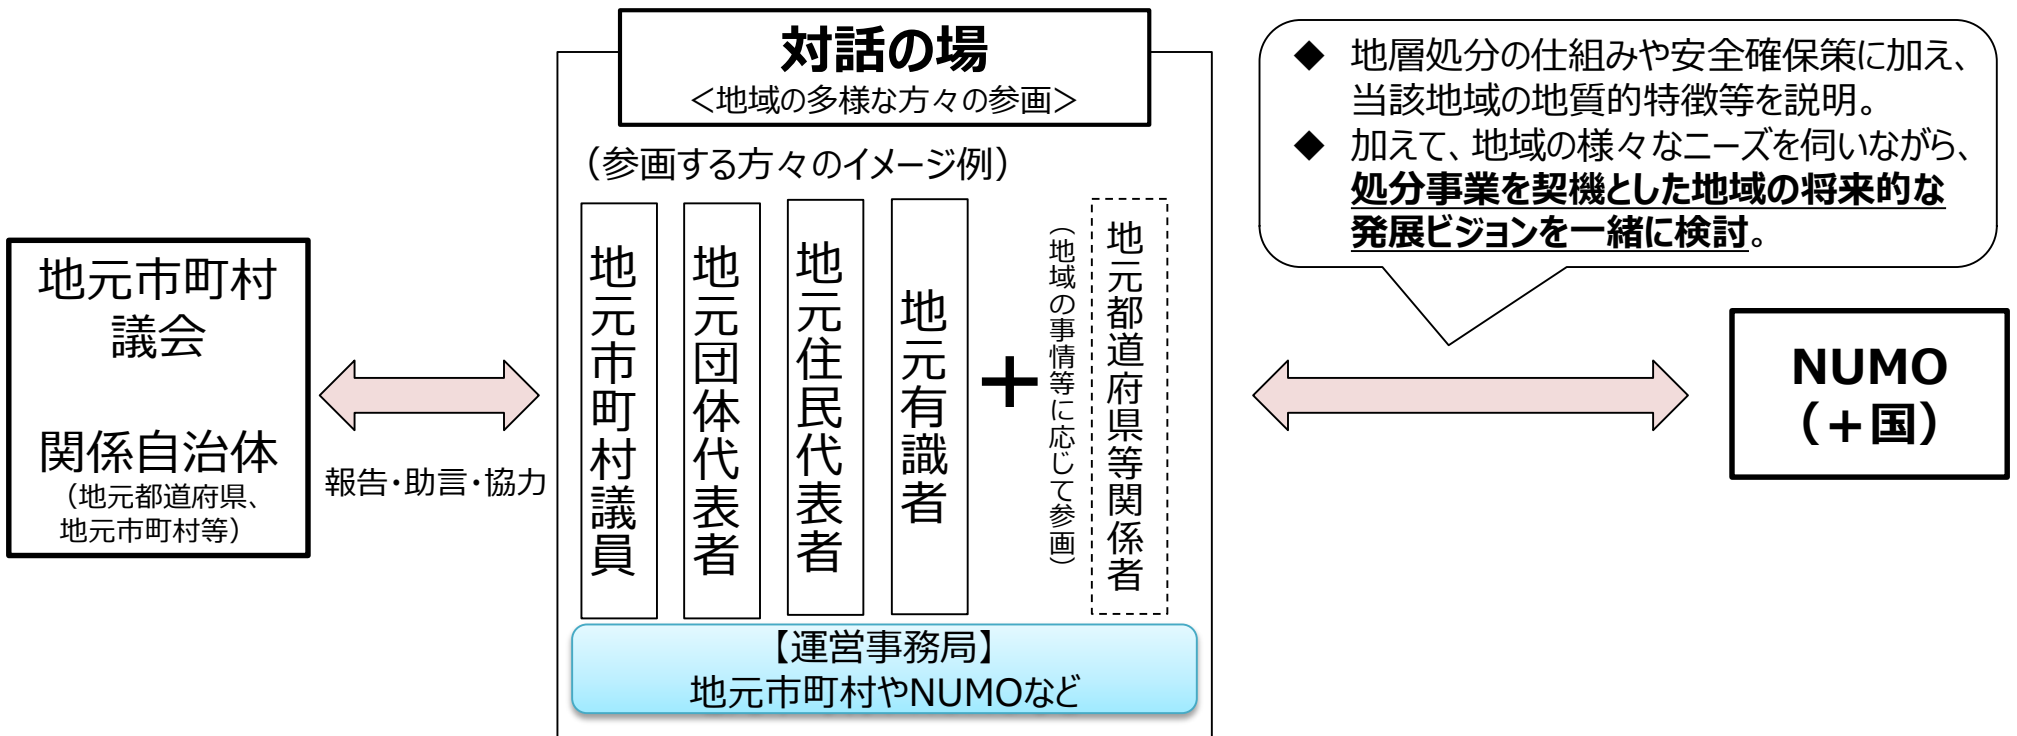 対話の場
＜地域の多様な方々の参画＞
（参画する方々のイメージ例）
地元市町村
議会
関係自治体
（地元都道府県、
地元市町村等）
報告・助言・協力
地元市町村議員
地元団体代表者
地元住民代表者
地元有識者
＋
（地域の事情等に応じて参画）
地元都道府県等関係者
【運営事務局】
地元市町村やNUMOなど
◆ 地層処分の仕組みや安全確保策に加え、
当該地域の地質的特徴等を説明。
◆ 加えて、地域の様々なニーズを伺いながら、
処分事業を契機とした地域の将来的な
発展ビジョンを一緒に検討。
NUMO
（＋国）